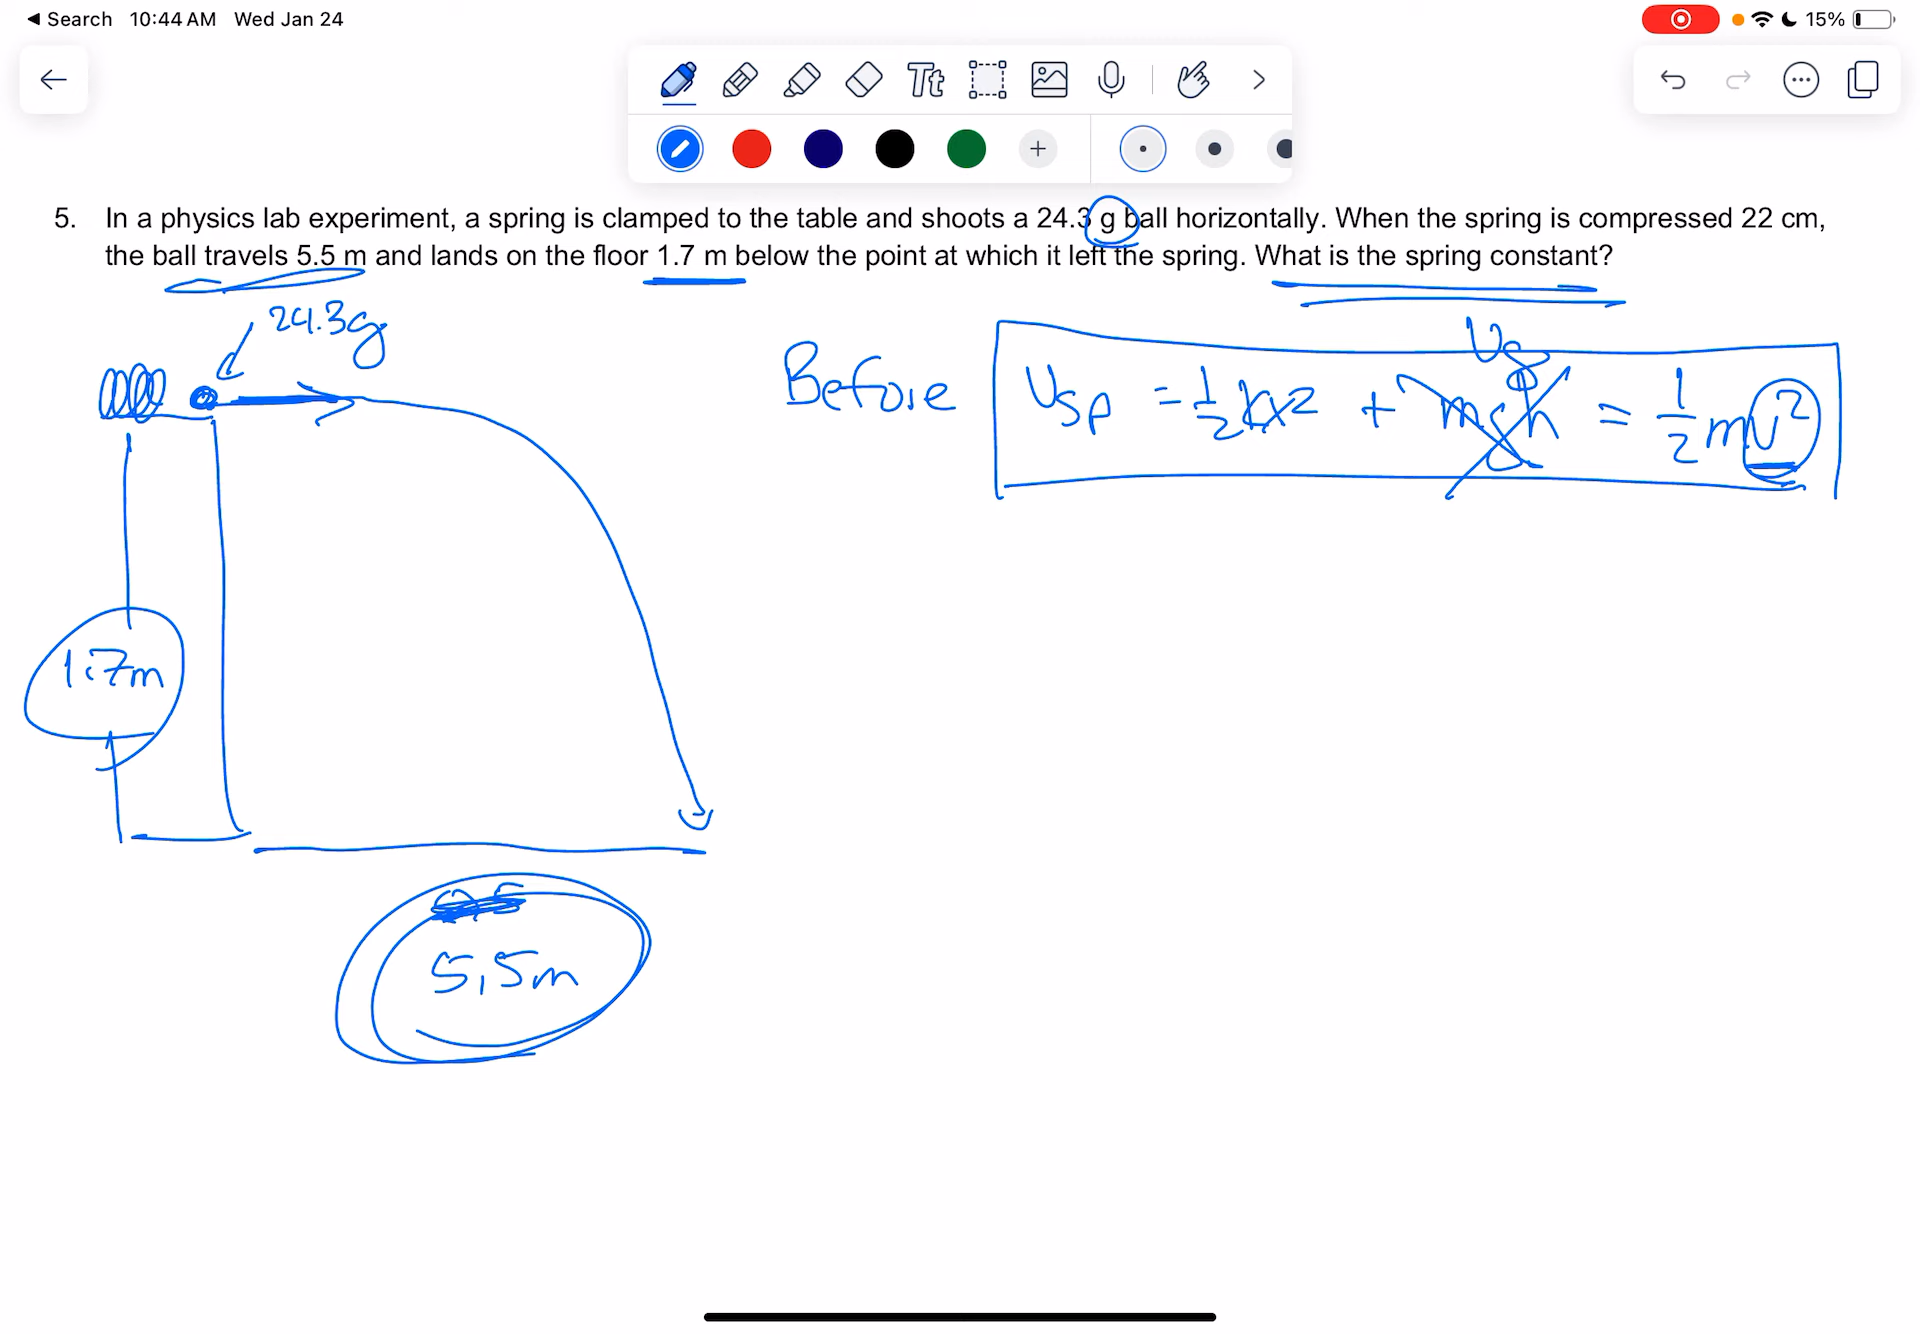 Search 10:44 AM Wed Jan 24
15%
Tt
5. In a physics lab experiment, a spring is clamped to the table and shoots a 24.3 g ball horizontally. When the spring is compressed 22 cm,
the ball travels 5.5 m and lands on the floor 1.7 m below the point at which it left the spring. What is the spring constant?
24.3g
Before
Ug
Usp = 1/2 kx² + mgh = 1/2 mv²
1.7m
5,5m